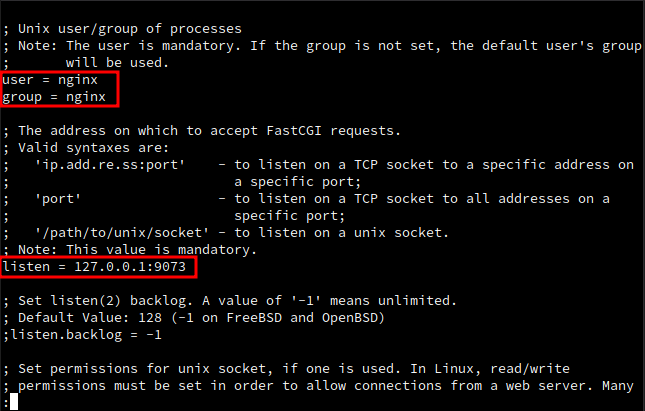 ; Unix user/group of processes
; Note: The user is mandatory. If the group is not set, the default user's group
;       will be used.
user = nginx
group = nginx
; The address on which to accept FastCGI requests.
; Valid syntaxes are:
;   'ip.add.re.ss:port'    - to listen on a TCP socket to a specific address on
;                            a specific port;
;   'port'                 - to listen on a TCP socket to all addresses on a
;                            specific port;
;   '/path/to/unix/socket' - to listen on a unix socket.
; Note: This value is mandatory.
listen = 127.0.0.1:9073
; Set listen(2) backlog. A value of '-1' means unlimited.
; Default Value: 128 (-1 on FreeBSD and OpenBSD)
;listen.backlog = -1
; Set permissions for unix socket, if one is used. In Linux, read/write
; permissions must be set in order to allow connections from a web server. Many
: